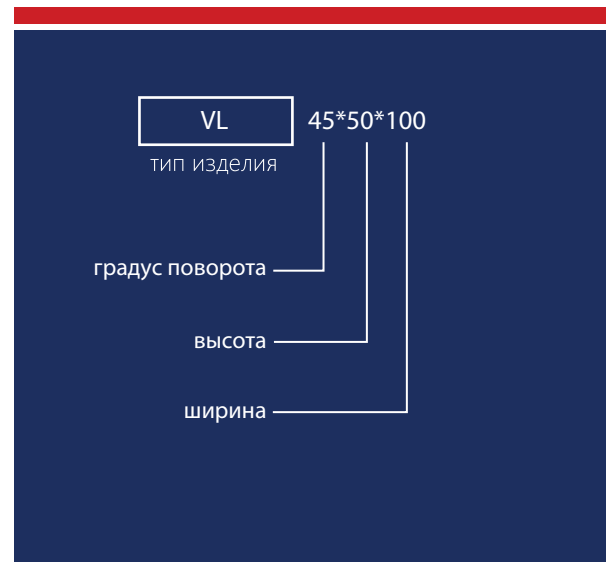 VL 45*50*100
тип изделия
градус поворота
высота
ширина